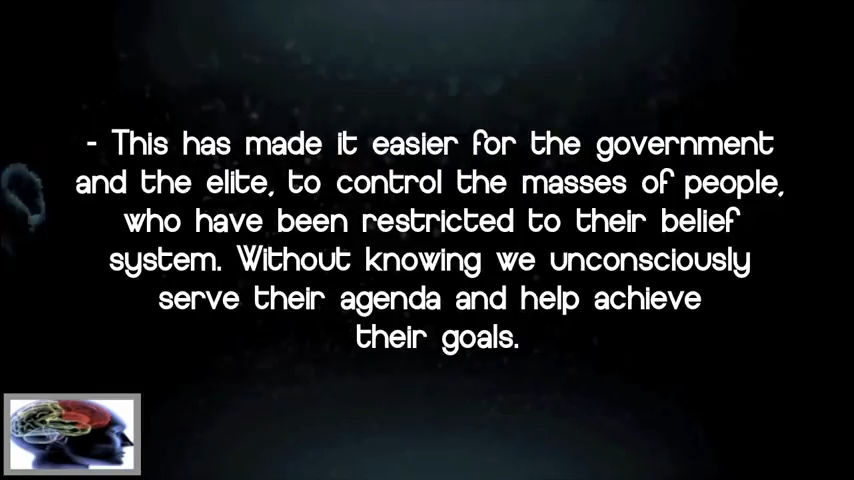 - This has made it easier for the government
and the elite, to control the masses of people,
who have been restricted to their belief
system. Without knowing we unconsciously
serve their agenda and help achieve
their goals.